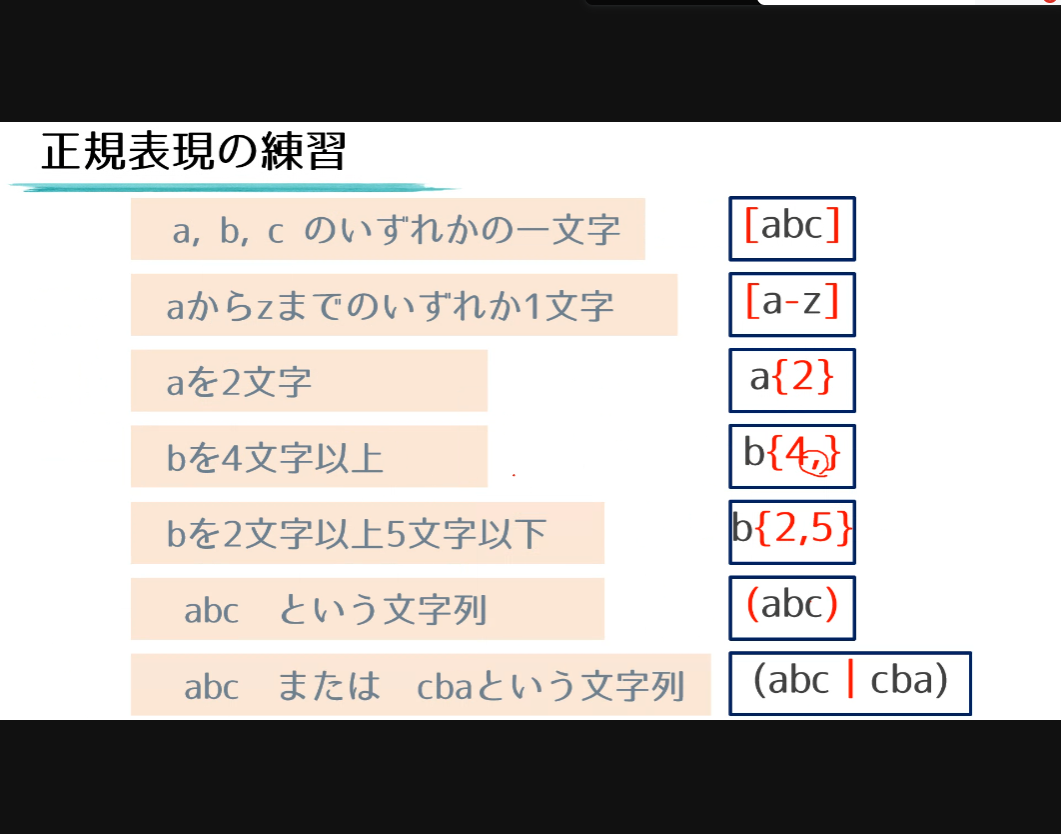 正規表現の練習
a, b, c のいずれかの一文字 [abc]
aからzまでのいずれか1文字 [a-z]
aを2文字 a{2}
bを4文字以上 b{4,}
bを2文字以上5文字以下 b{2,5}
abc という文字列 (abc)
abc または cbaという文字列 (abc | cba)